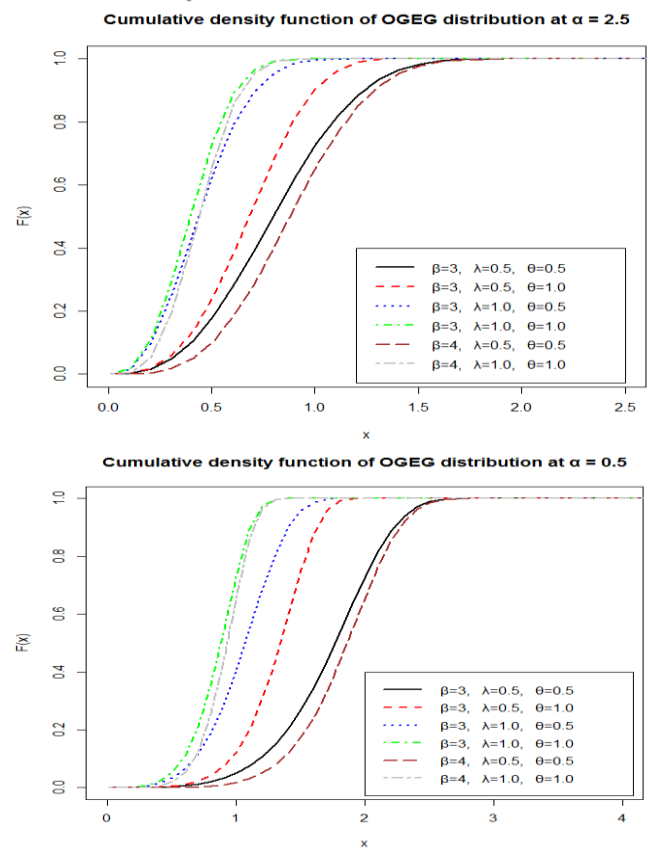 Cumulative density function of OGEG distribution at α = 2.5
1.0
0.8
0.6
0.4
0.2
0.0
F(x)
β=3, λ=0.5, θ=0.5
β=3, λ=0.5, θ=1.0
β=3, λ=1.0, θ=0.5
β=3, λ=1.0, θ=1.0
β=4, λ=0.5, θ=0.5
β=4, λ=1.0, θ=1.0
0.0 0.5 1.0 1.5 2.0 2.5
x
Cumulative density function of OGEG distribution at α = 0.5
1.0
0.8
0.6
0.4
0.2
0.0
F(x)
β=3, λ=0.5, θ=0.5
β=3, λ=0.5, θ=1.0
β=3, λ=1.0, θ=0.5
β=3, λ=1.0, θ=1.0
β=4, λ=0.5, θ=0.5
β=4, λ=1.0, θ=1.0
0 1 2 3 4
x